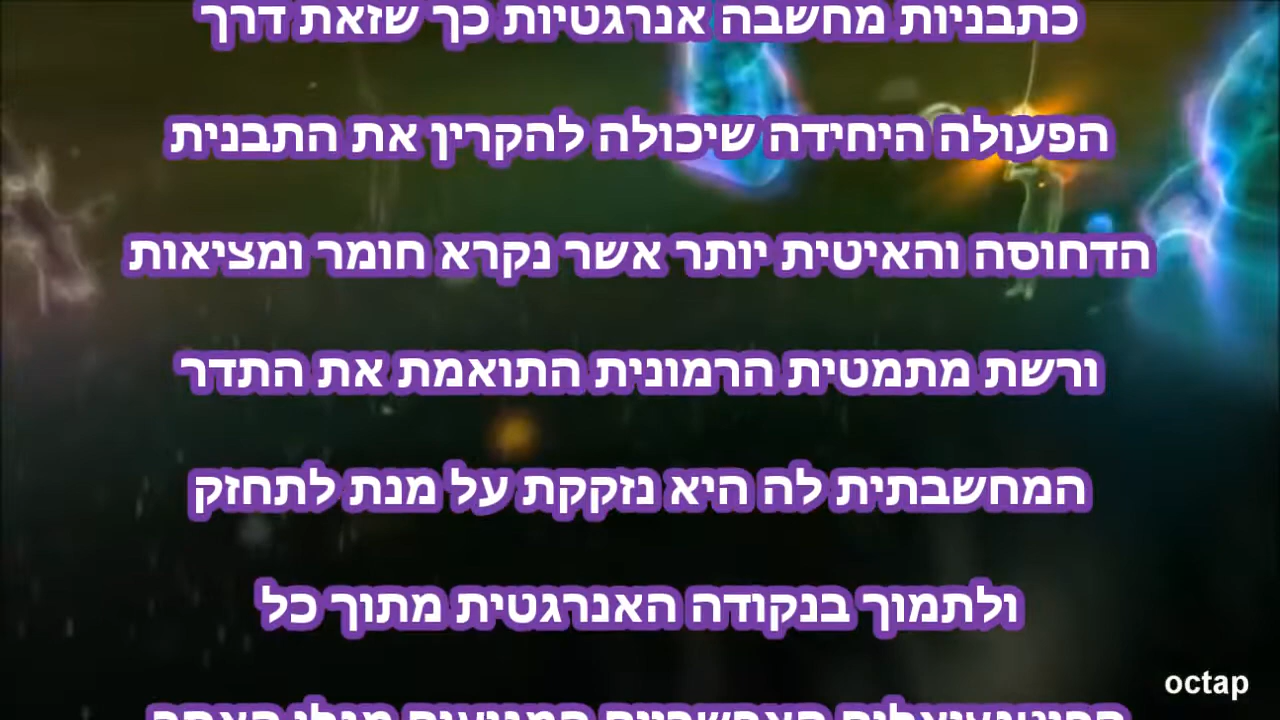 כתבניות מחשבה אנרגטיות כך שזאת דרך
הפעולה היחידה שיכולה להקרין את התבנית
הדחוסה והאיטית יותר אשר נקרא חומר ומציאות
ורשת מתמטית הרמונית התואמת את התדר
המחשבתית לה היא נזקקת על מנת לתחזק
ולתמוך בנקודה האנרגטית מתוך כל
octap